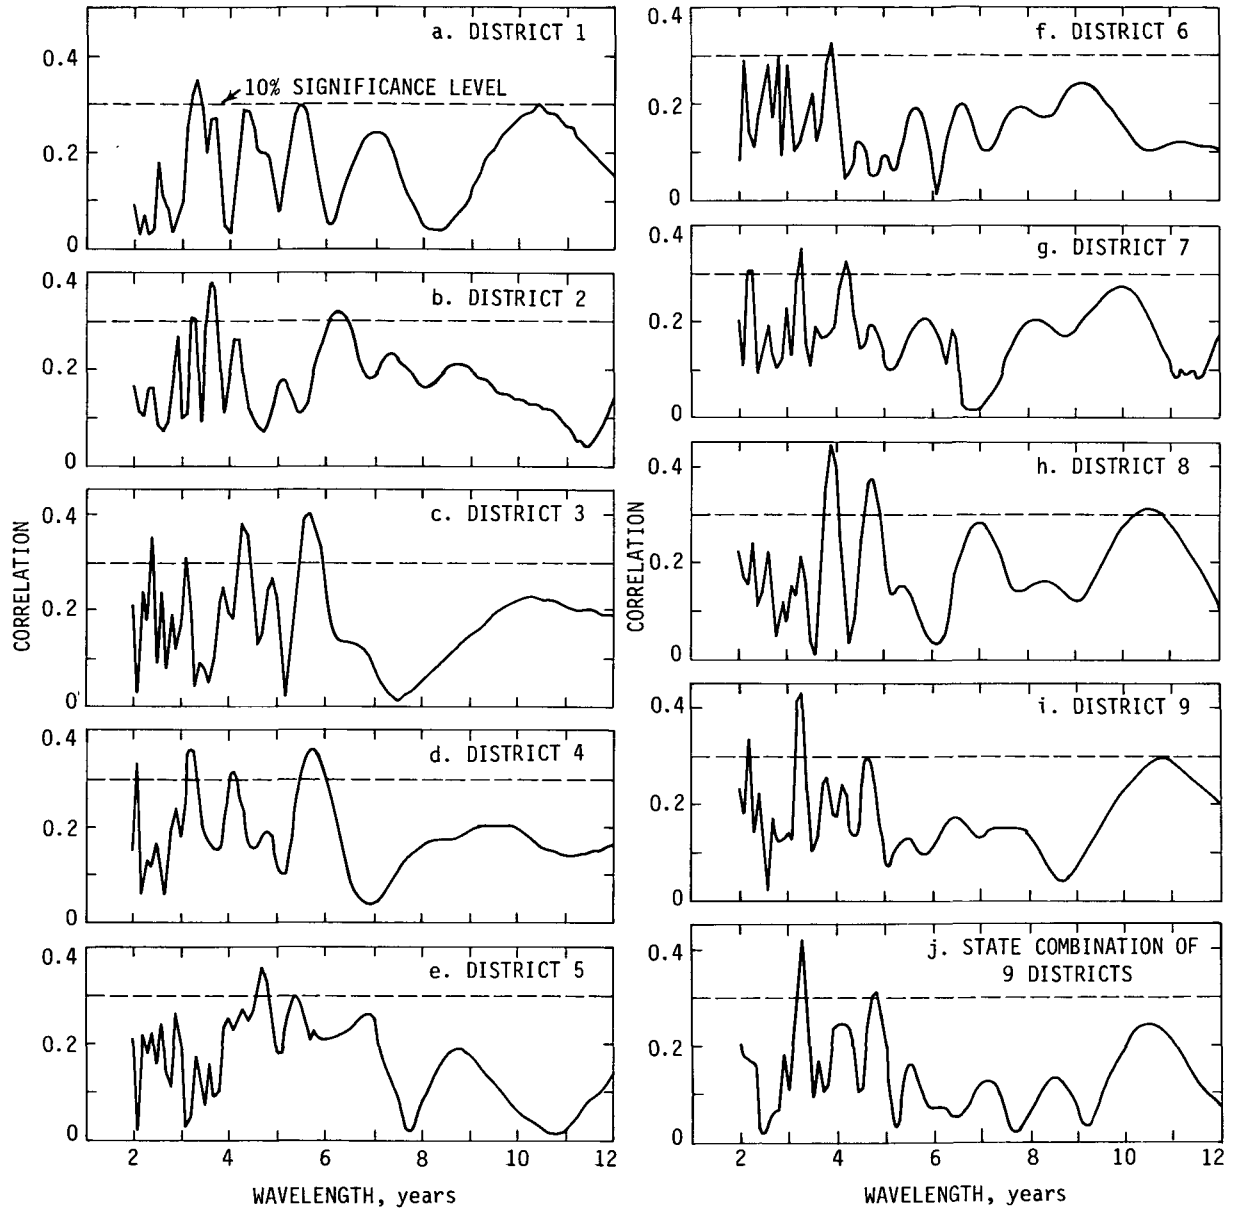 a. DISTRICT 1
0.4
10% SIGNIFICANCE LEVEL
0.2
0
b. DISTRICT 2
0.4
0.2
0
c. DISTRICT 3
0.4
0.2
0
d. DISTRICT 4
0.4
0.2
0
e. DISTRICT 5
0.4
0.2
0
CORRELATION
2 4 6 8 10 12
WAVELENGTH, years
f. DISTRICT 6
0.4
0.2
0
g. DISTRICT 7
0.4
0.2
0
h. DISTRICT 8
0.4
0.2
0
i. DISTRICT 9
0.4
0.2
0
j. STATE COMBINATION OF
9 DISTRICTS
0.4
0.2
0
CORRELATION
2 4 6 8 10 12
WAVELENGTH, years